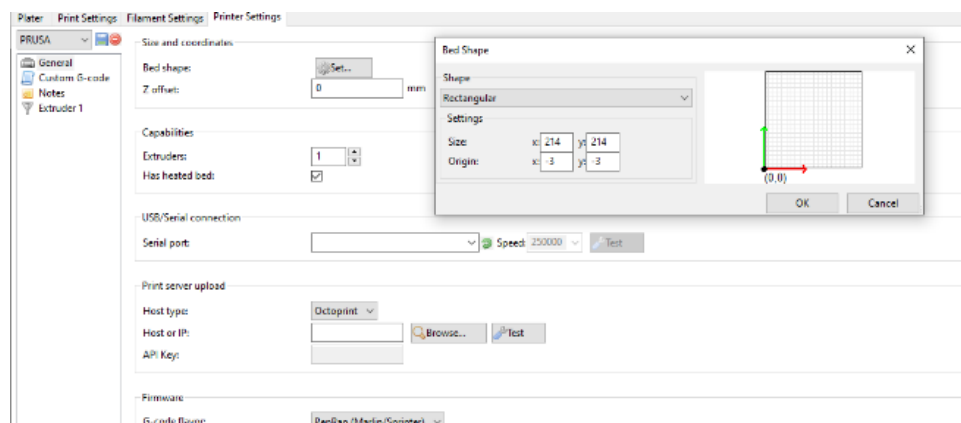 Plater Print Settings Filament Settings Printer Settings
PRUSA
General
Custom G-code
Notes
Extruder 1
Size and coordinates
Bed shape: Set...
Z offset: 0 mm
Capabilities
Extruders: 1
Has heated bed:
USB/Serial connection
Serial port: Speed: 250000 Test
Print server upload
Host type: Octoprint
Host or IP: Browse... Test
API Key:
Firmware
G-code flavor: RepRap (Marlin/Sprinter)
Bed Shape
Shape
Rectangular
Settings
Size: x: 214 y: 214
Origin: x: -3 y: -3
(0,0)
OK Cancel